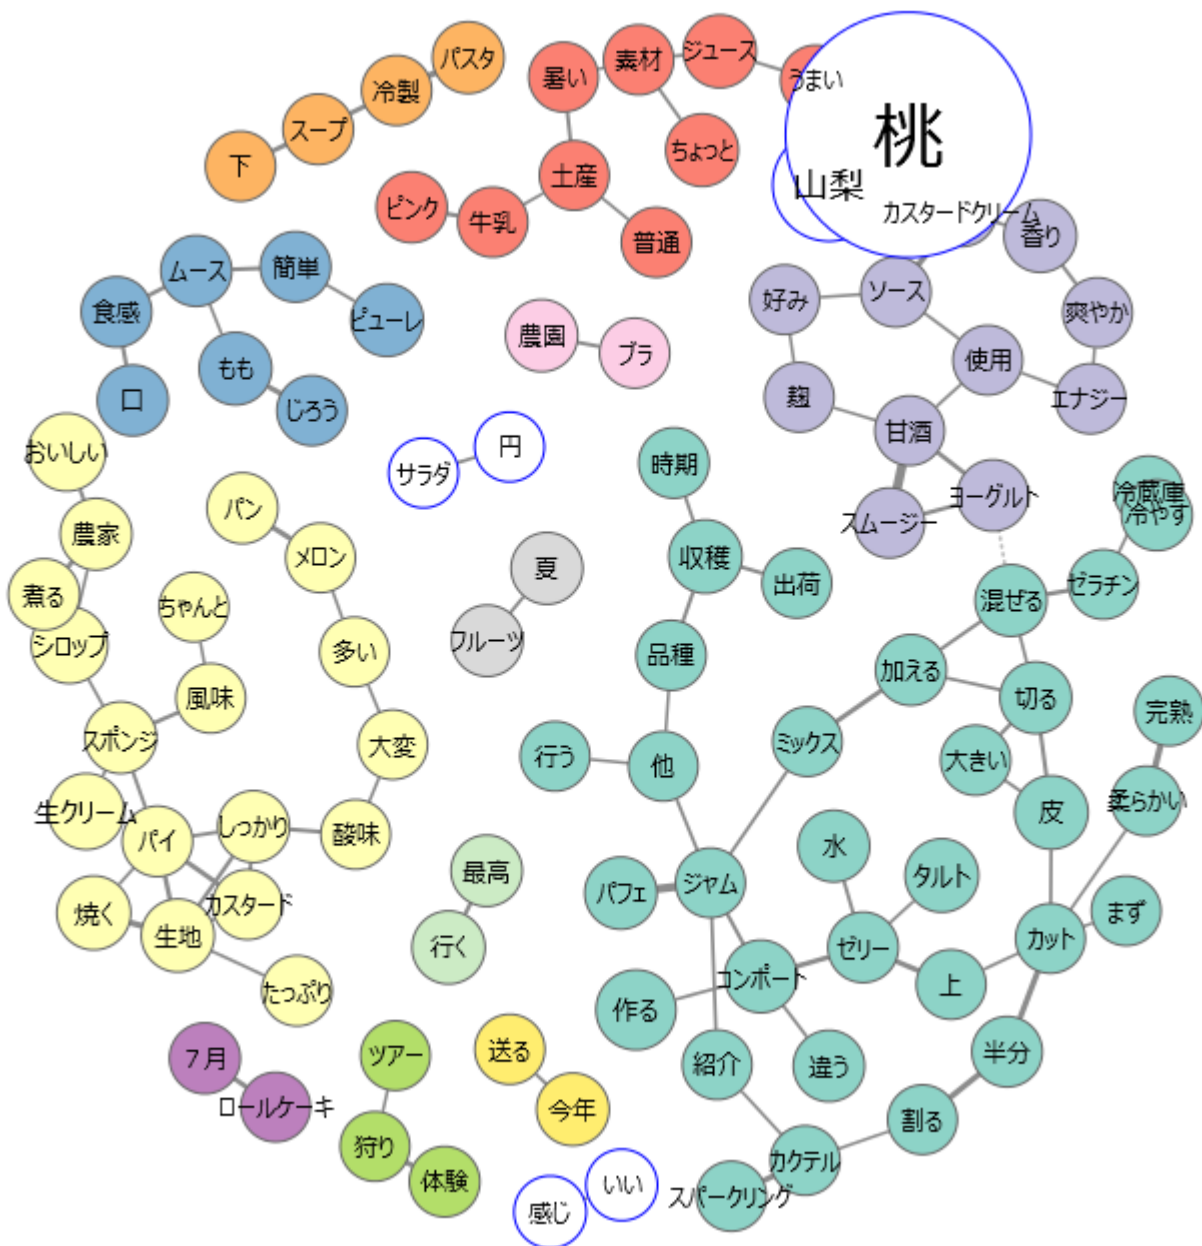 パスタ
冷製
スープ
下
暑い
素材
ジュース
うまい
ちょっと
土産
ピンク
牛乳
普通
桃
山梨
カスタードクリーム
香り
ソース
好み
爽やか
使用
エナジー
麹
甘酒
ヨーグルト
スムージー
ムース
簡単
食感
ピューレ
もも
じろう
口
農園
ブラ
サラダ
円
夏
フルーツ
おいしい
農家
煮る
シロップ
パン
メロン
ちゃんと
多い
風味
スポンジ
大変
生クリーム
パイ
しっかり
酸味
焼く
生地
カスタード
たっぷり
時期
収穫
出荷
品種
行う
他
冷蔵庫
冷やす
ゼラチン
混ぜる
加える
切る
ミックス
大きい
完熟
柔らかい
皮
水
タルト
まず
パフェ
ジャム
ゼリー
カット
コンポート
上
作る
紹介
違う
半分
割る
カクテル
スパークリング
最高
行く
7月
ロールケーキ
ツアー
狩り
体験
送る
今年
感じ
いい